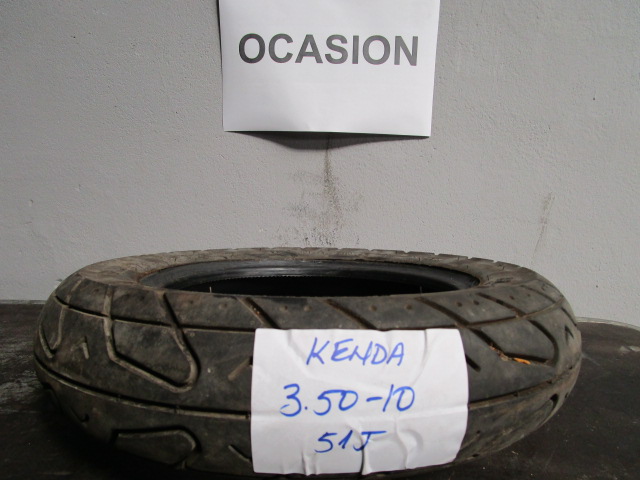 OCASION
KENDA
3.50-10
51J